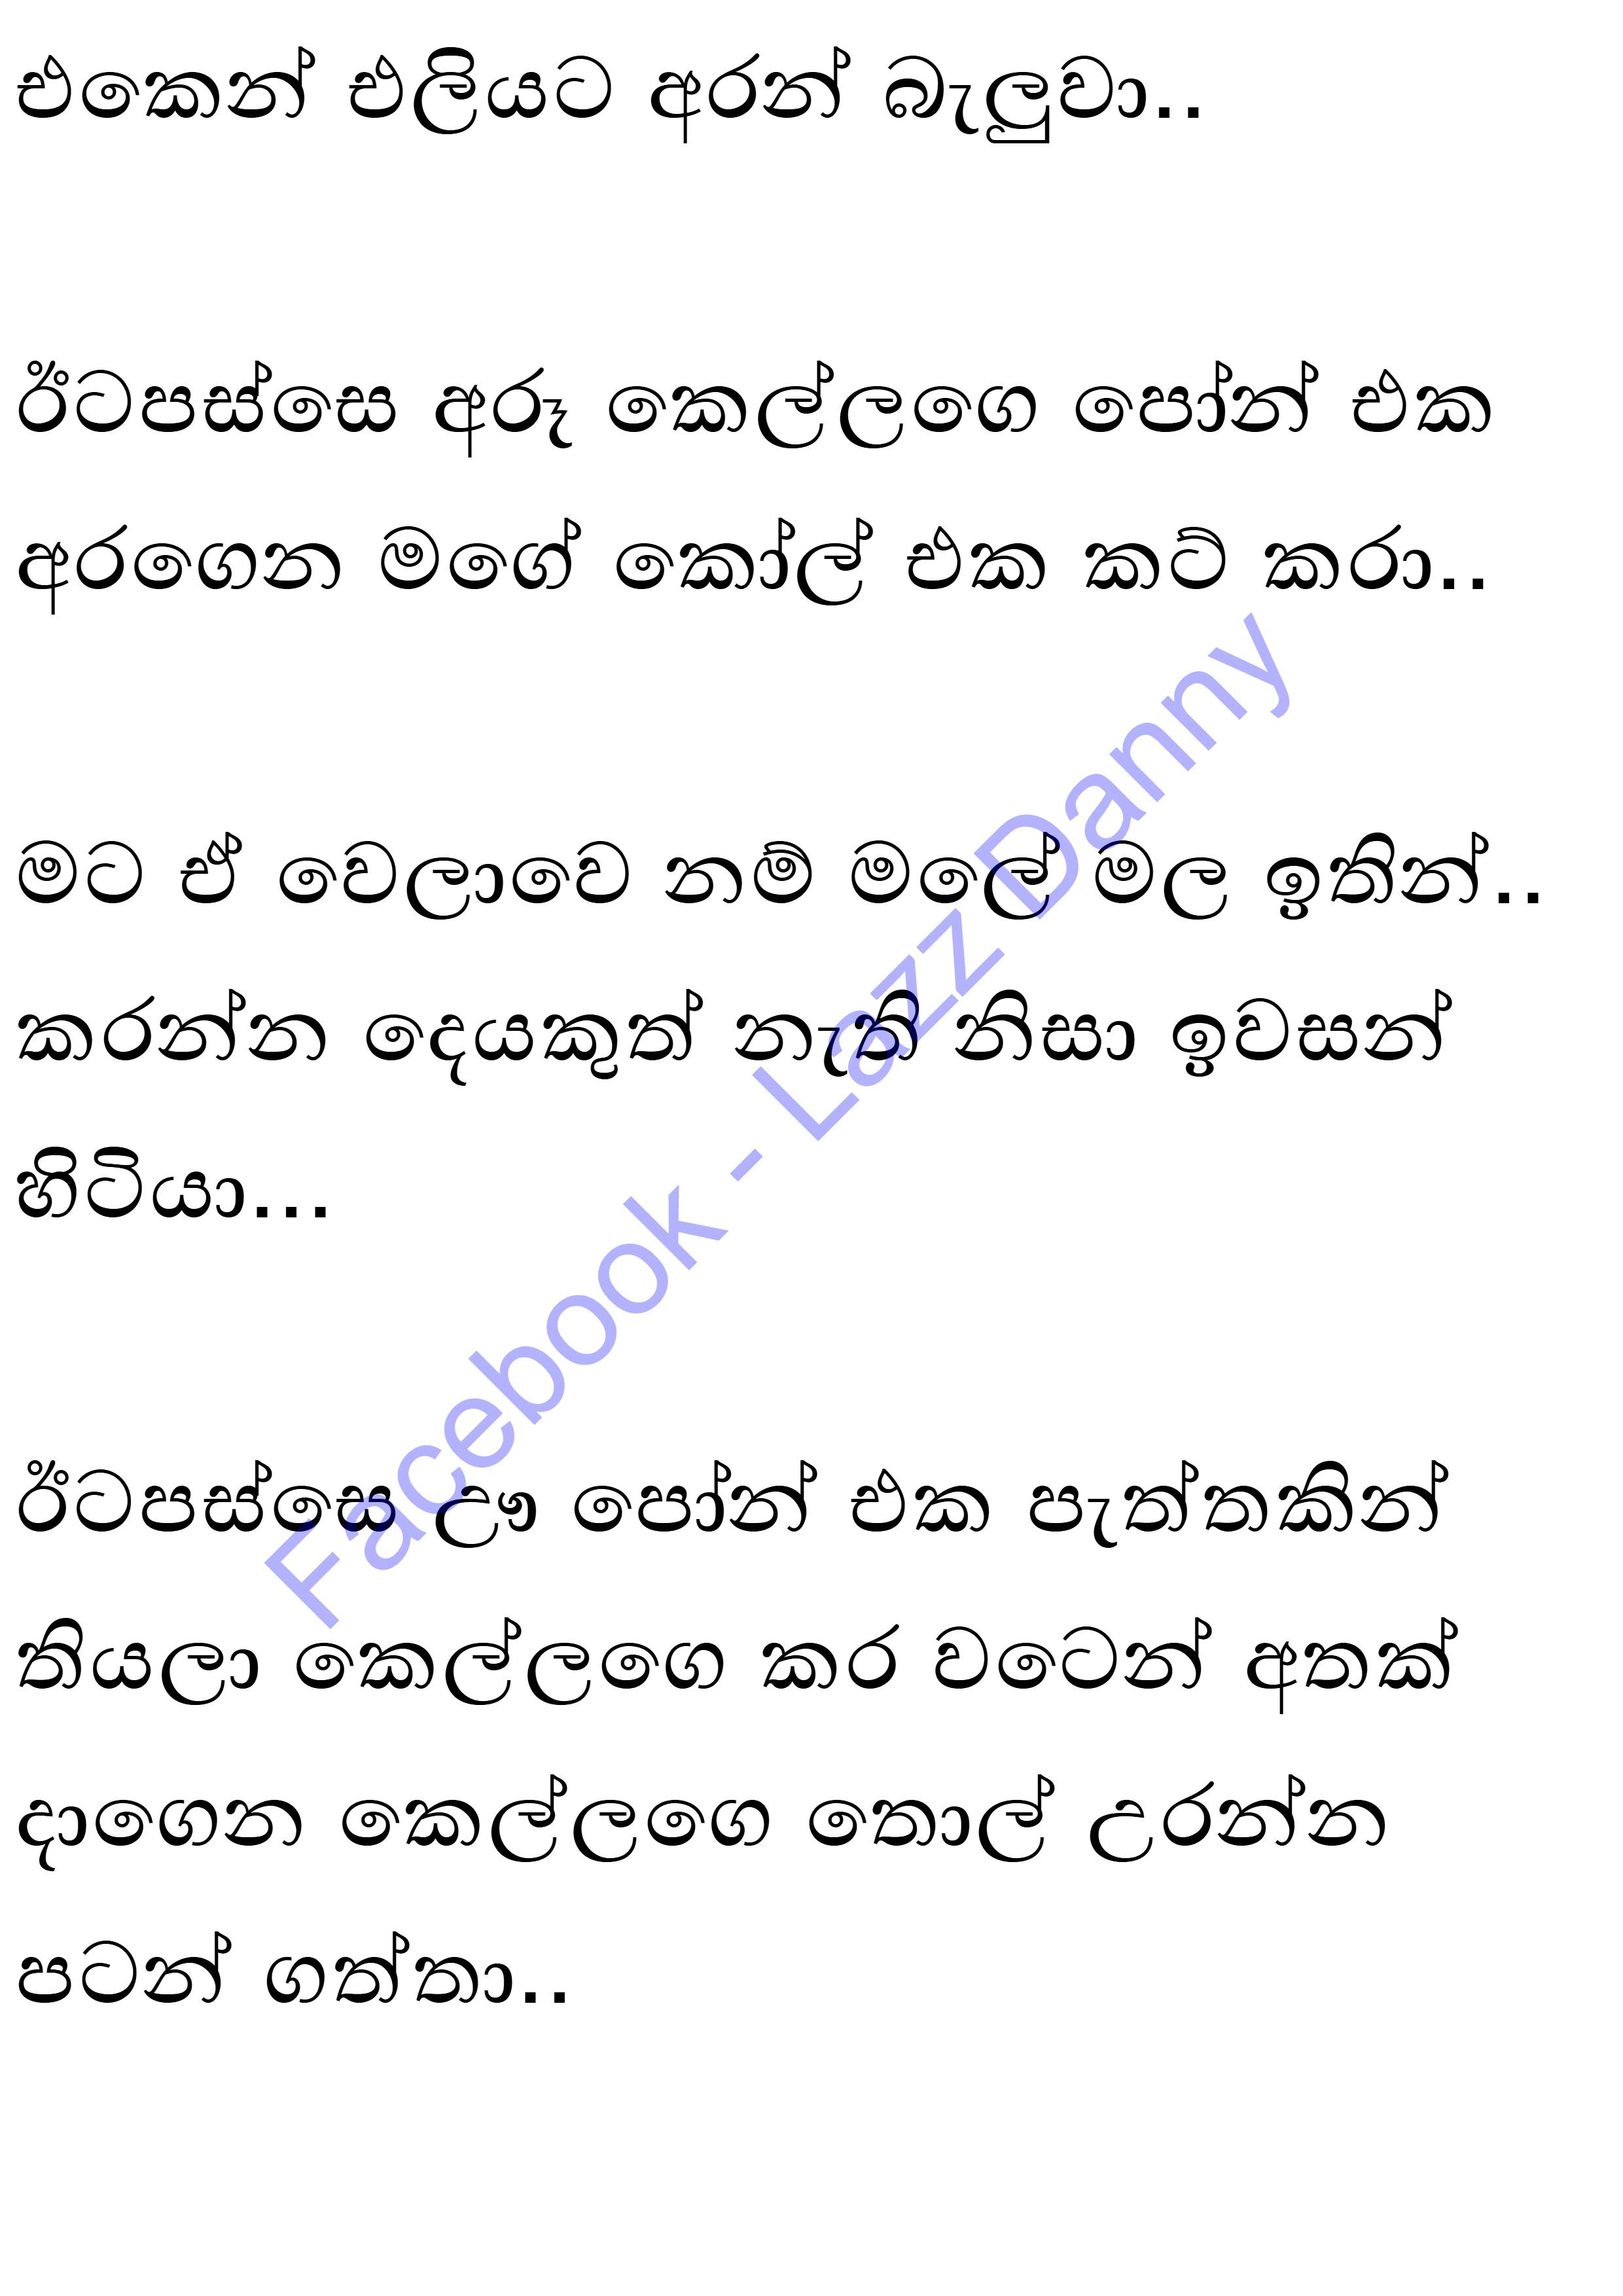 එකෙන් එලියට අරන් බැලුවා..
ඊටපස්සෙ අරූ කෙල්ලගෙ පෝන් එක
අරගෙන මගේ කෝල් එක කට් කරා..
මට ඒ වෙලාවෙ නම් මලේ මල ඉතින්..
කරන්න දෙයකුත් නැති නිසා ඉවසන්
හිටියා...
ඊටපස්සෙ ඌ පෝන් එක පැත්තකින්
තියලා කෙල්ලගෙ කර වටෙන් අතක්
දාගෙන කෙල්ලගෙ තොල් උරන්න
පටන් ගත්තා..
Facebook - Lazz Danny